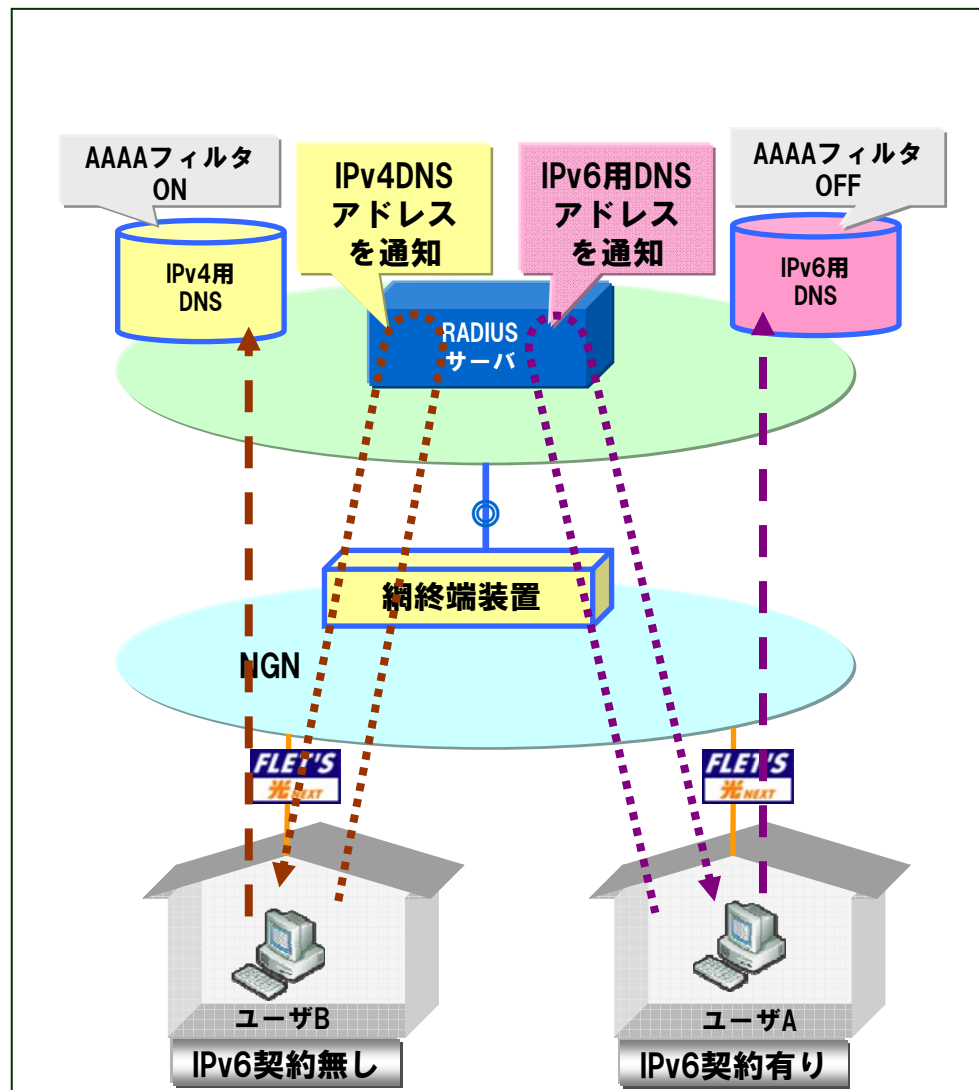 AAAAフィルタ
ON
IPv4DNS
アドレス
を通知
IPv6用DNS
アドレス
を通知
AAAAフィルタ
OFF
IPv4用
DNS
RADIUS
サーバ
IPv6用
DNS
網終端装置
NGN
FLET'S
光NEXT
FLET'S
光NEXT
ユーザB
IPv6契約無し
ユーザA
IPv6契約有り